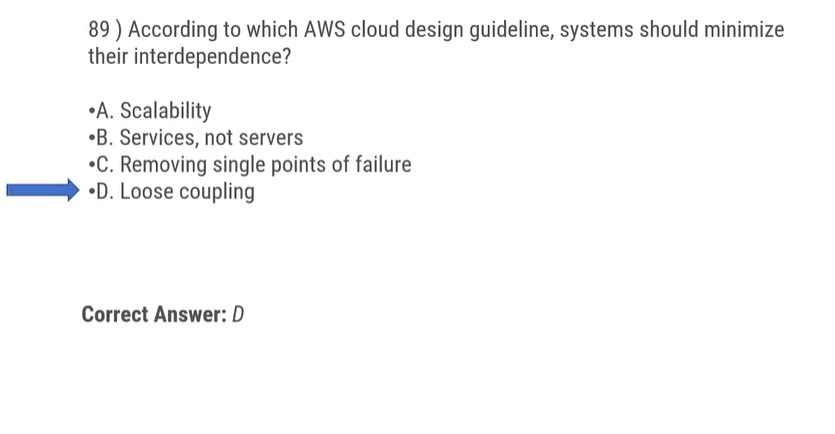 89 ) According to which AWS cloud design guideline, systems should minimize
their interdependence?
•A. Scalability
•B. Services, not servers
•C. Removing single points of failure
•D. Loose coupling
Correct Answer: D